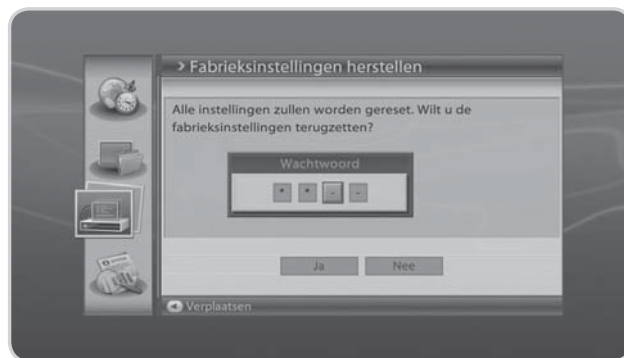 > Fabrieksinstellingen herstellen
Alle instellingen zullen worden gereset. Wilt u de
fabrieksinstellingen terugzetten?
Wachtwoord
* * - -
Ja Nee
Verplaatsen